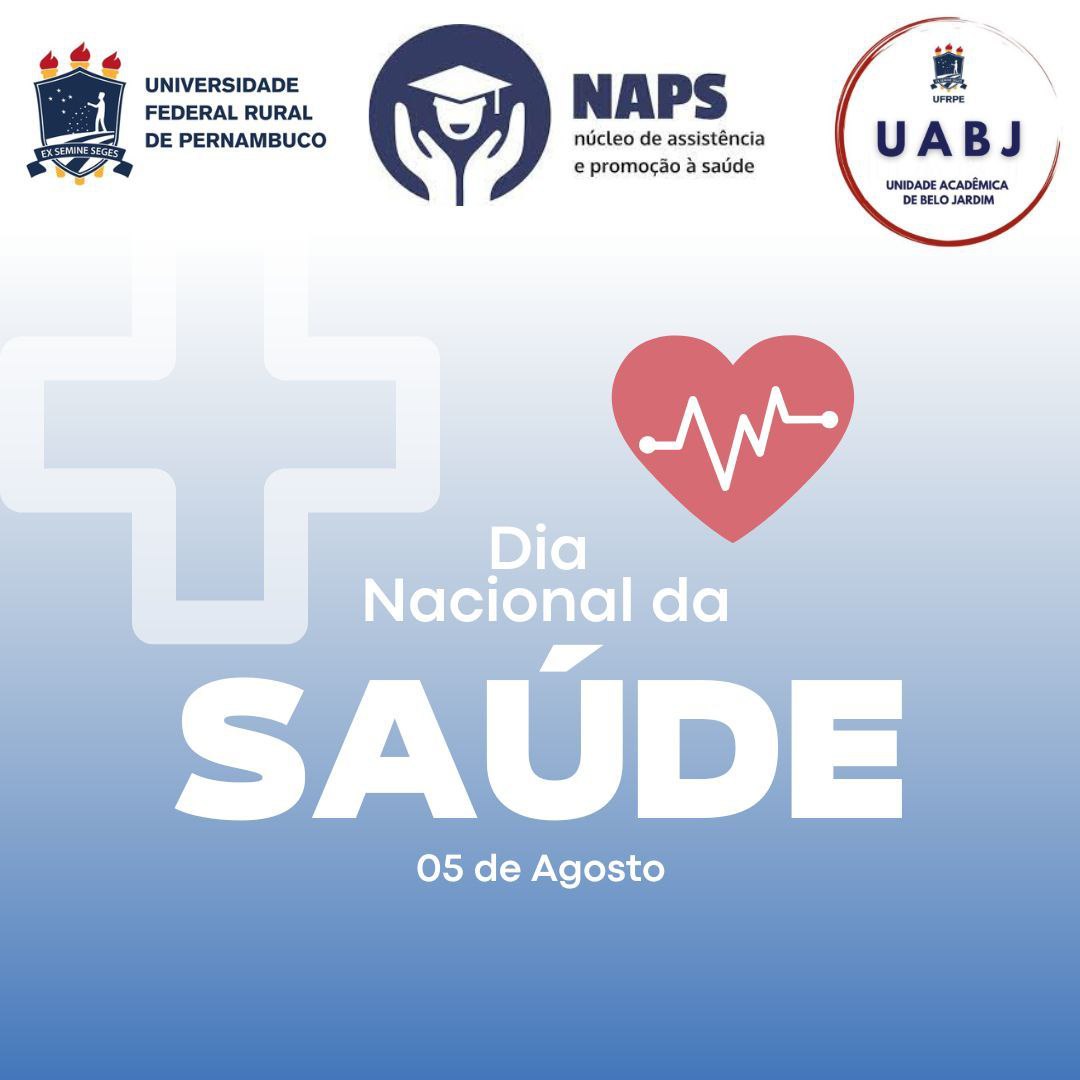 UNIVERSIDADE
FEDERAL RURAL
DE PERNAMBUCO
EX SEMINE SEGES
NAPS
núcleo de assistência
e promoção à saúde
UFRPE
UABJ
UNIDADE ACADÊMICA
DE BELO JARDIM
Dia
Nacional da
SAÚDE
05 de Agosto